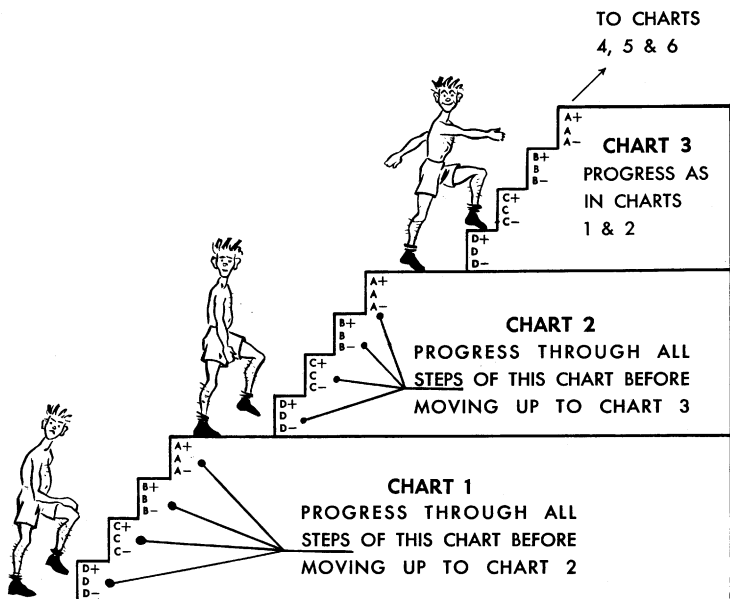 TO CHARTS
4, 5 & 6
A+
A
A−
B+
B
B−
C+
C
C−
D+
D
D−
CHART 3
PROGRESS AS
IN CHARTS
1 & 2
A+
A
A−
B+
B
B−
C+
C
C−
D+
D
D−
CHART 2
PROGRESS THROUGH ALL
STEPS OF THIS CHART BEFORE
MOVING UP TO CHART 3
A+
A
A−
B+
B
B−
C+
C
C−
D+
D
D−
CHART 1
PROGRESS THROUGH ALL
STEPS OF THIS CHART BEFORE
MOVING UP TO CHART 2